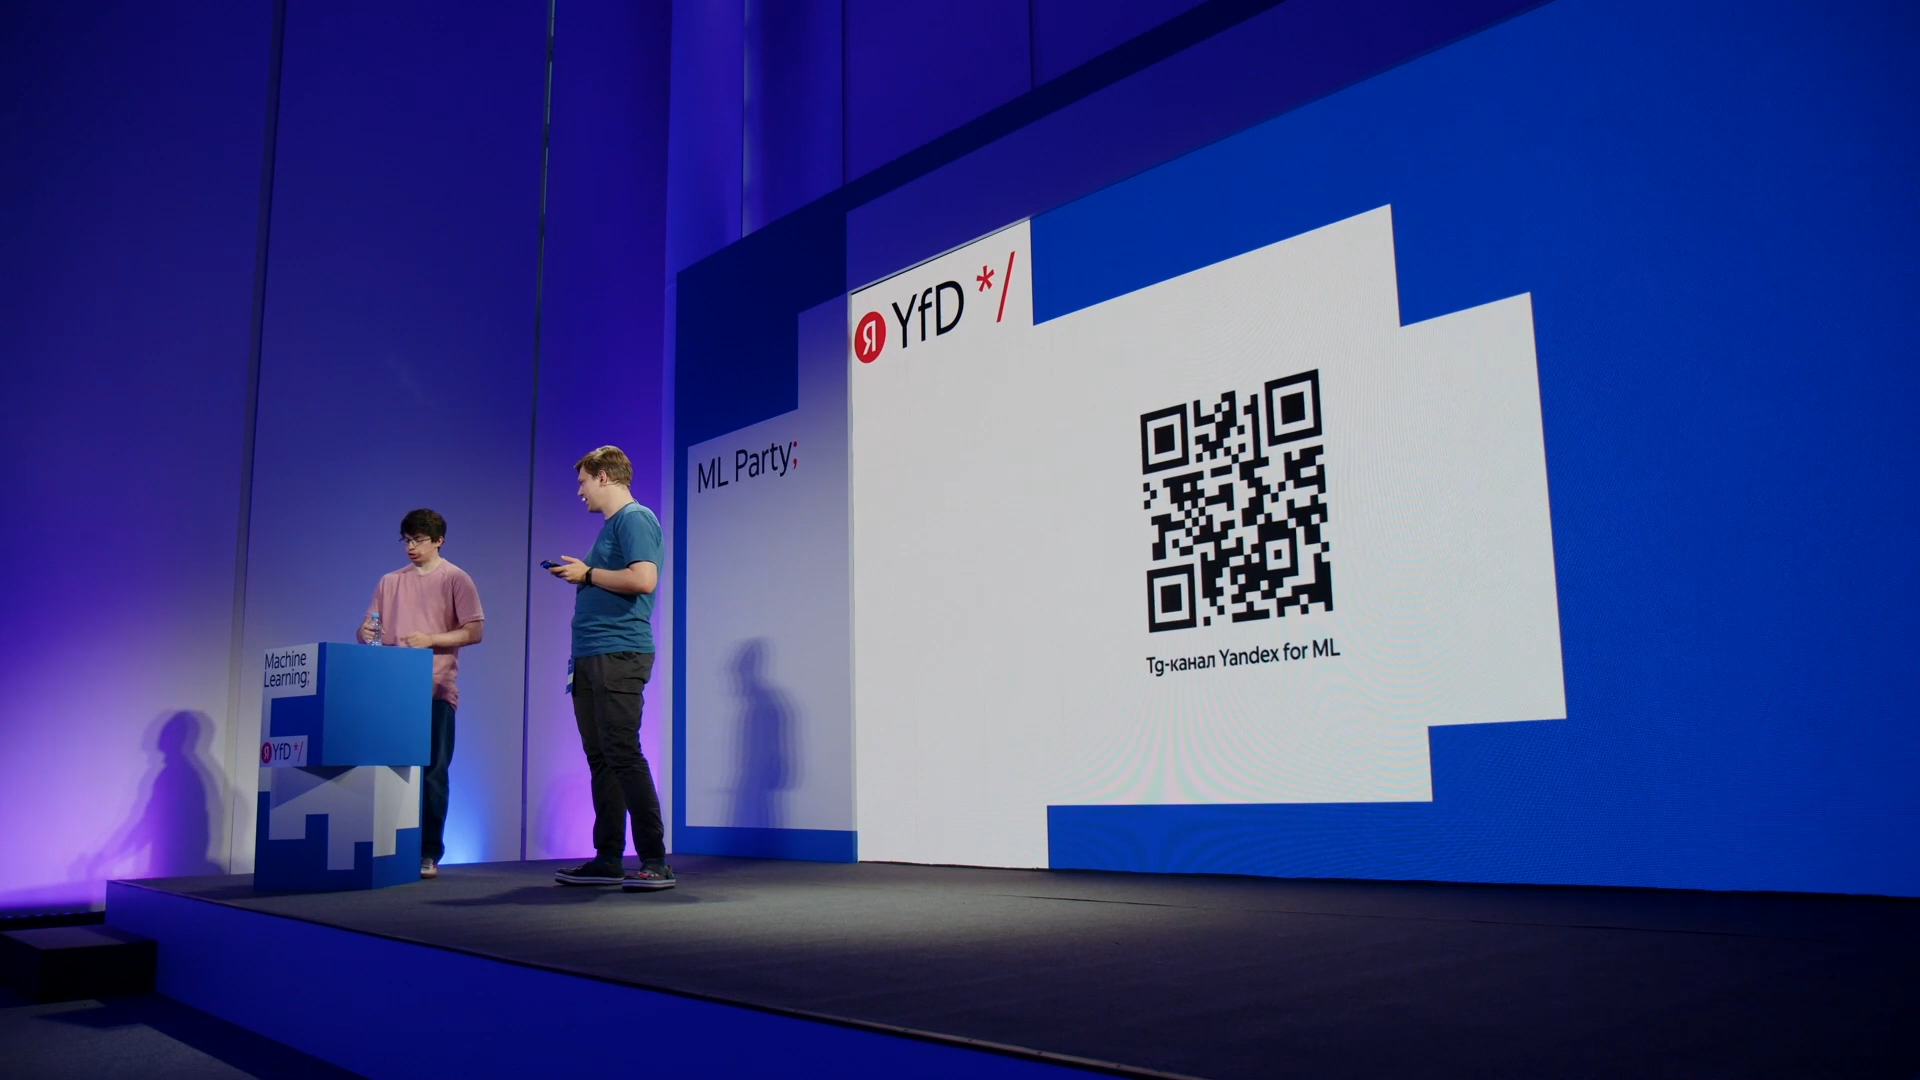 Я YfD */
ML Party;
Tg-канал Yandex for ML
Machine
Learning;
Я YfD */